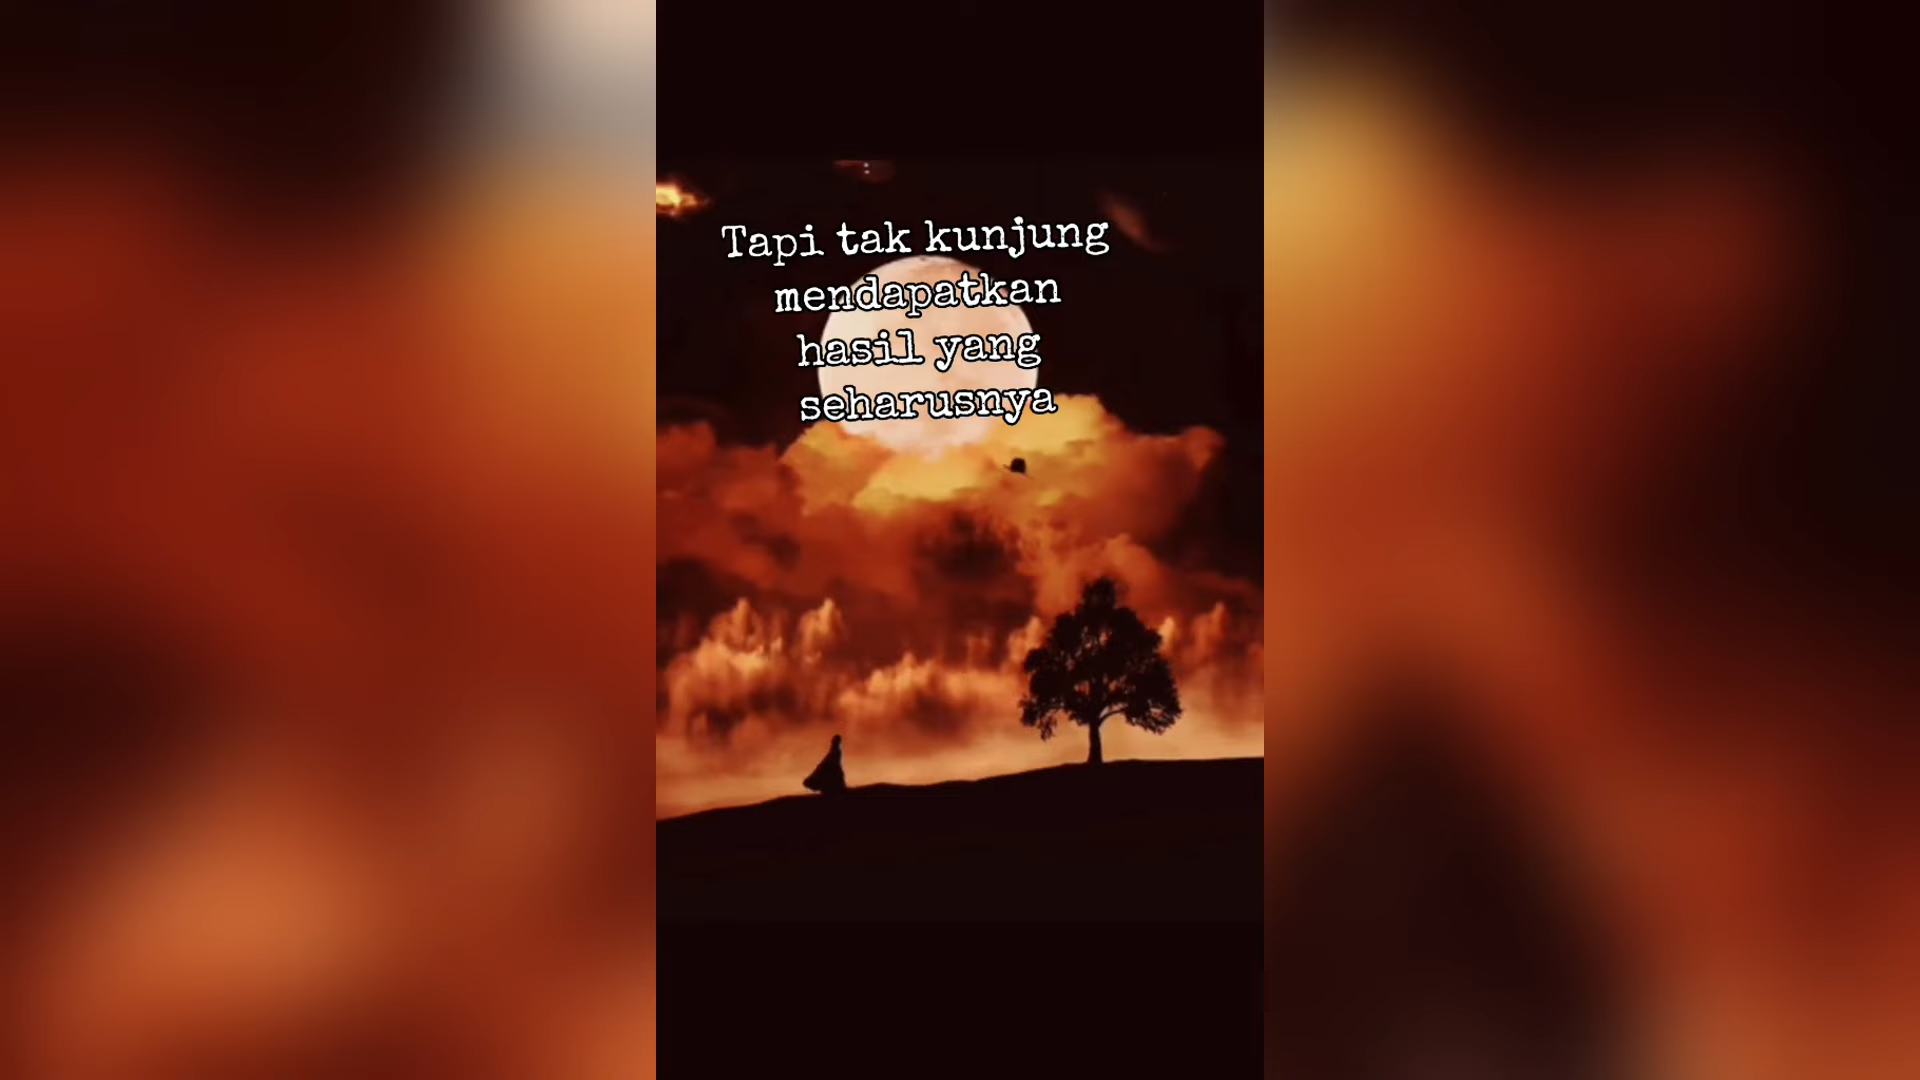 Tapi tak kunjung
mendapatkan
hasil yang
seharusnya